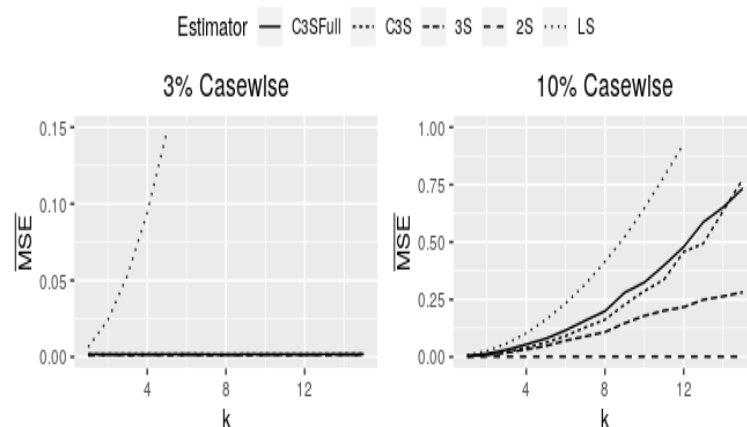 Estimator C3SFull C3S 3S 2S LS
3% Casewise 10% Casewise
0.15
0.10
0.05
0.00
MSE
4 8 12
k
1.00
0.75
0.50
0.25
0.00
MSE
4 8 12
k